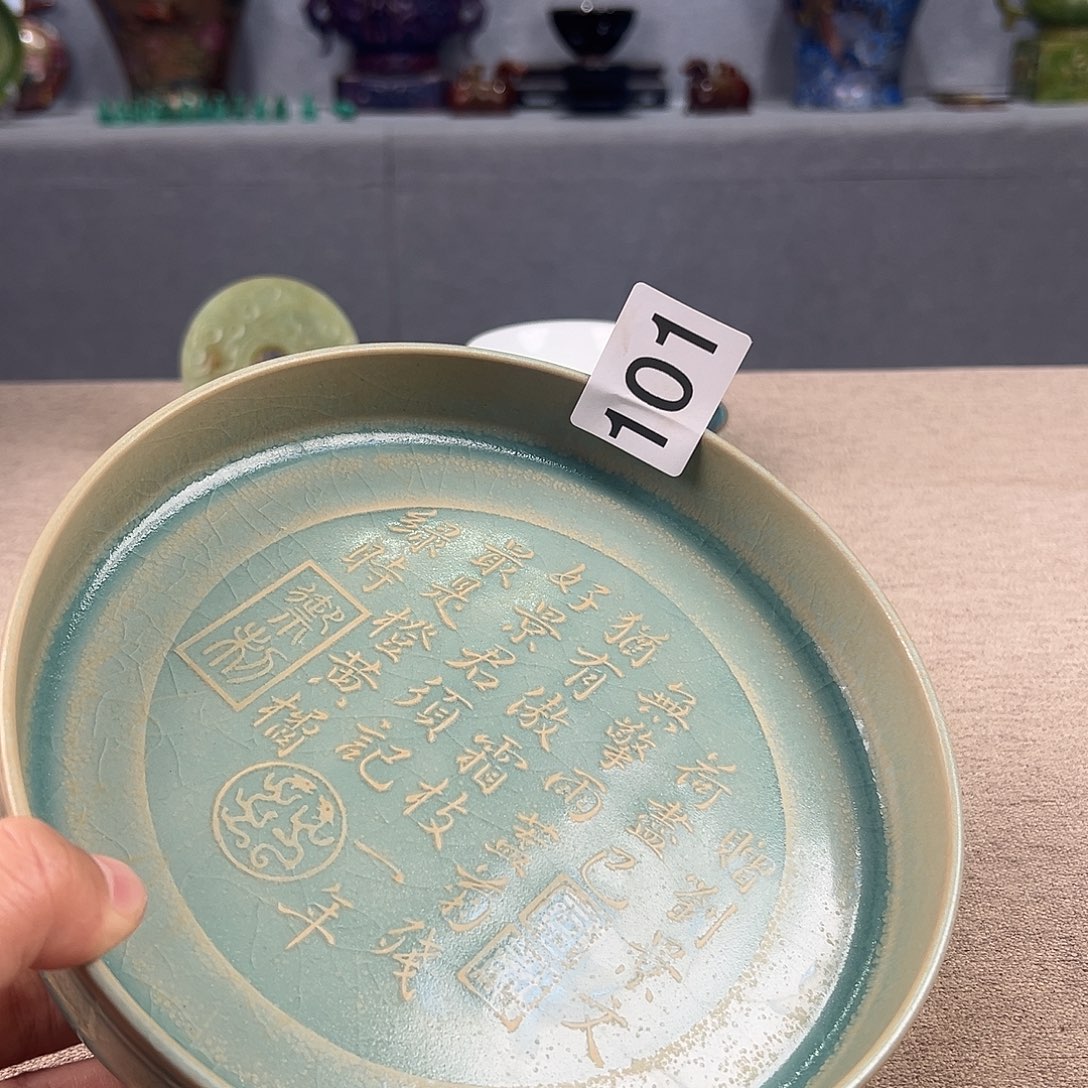 101
贈劉景文
荷盡已
無擎雨蓋菊殘
猶有傲霜枝一年
好景君須記
最是橙黃橘
綠時